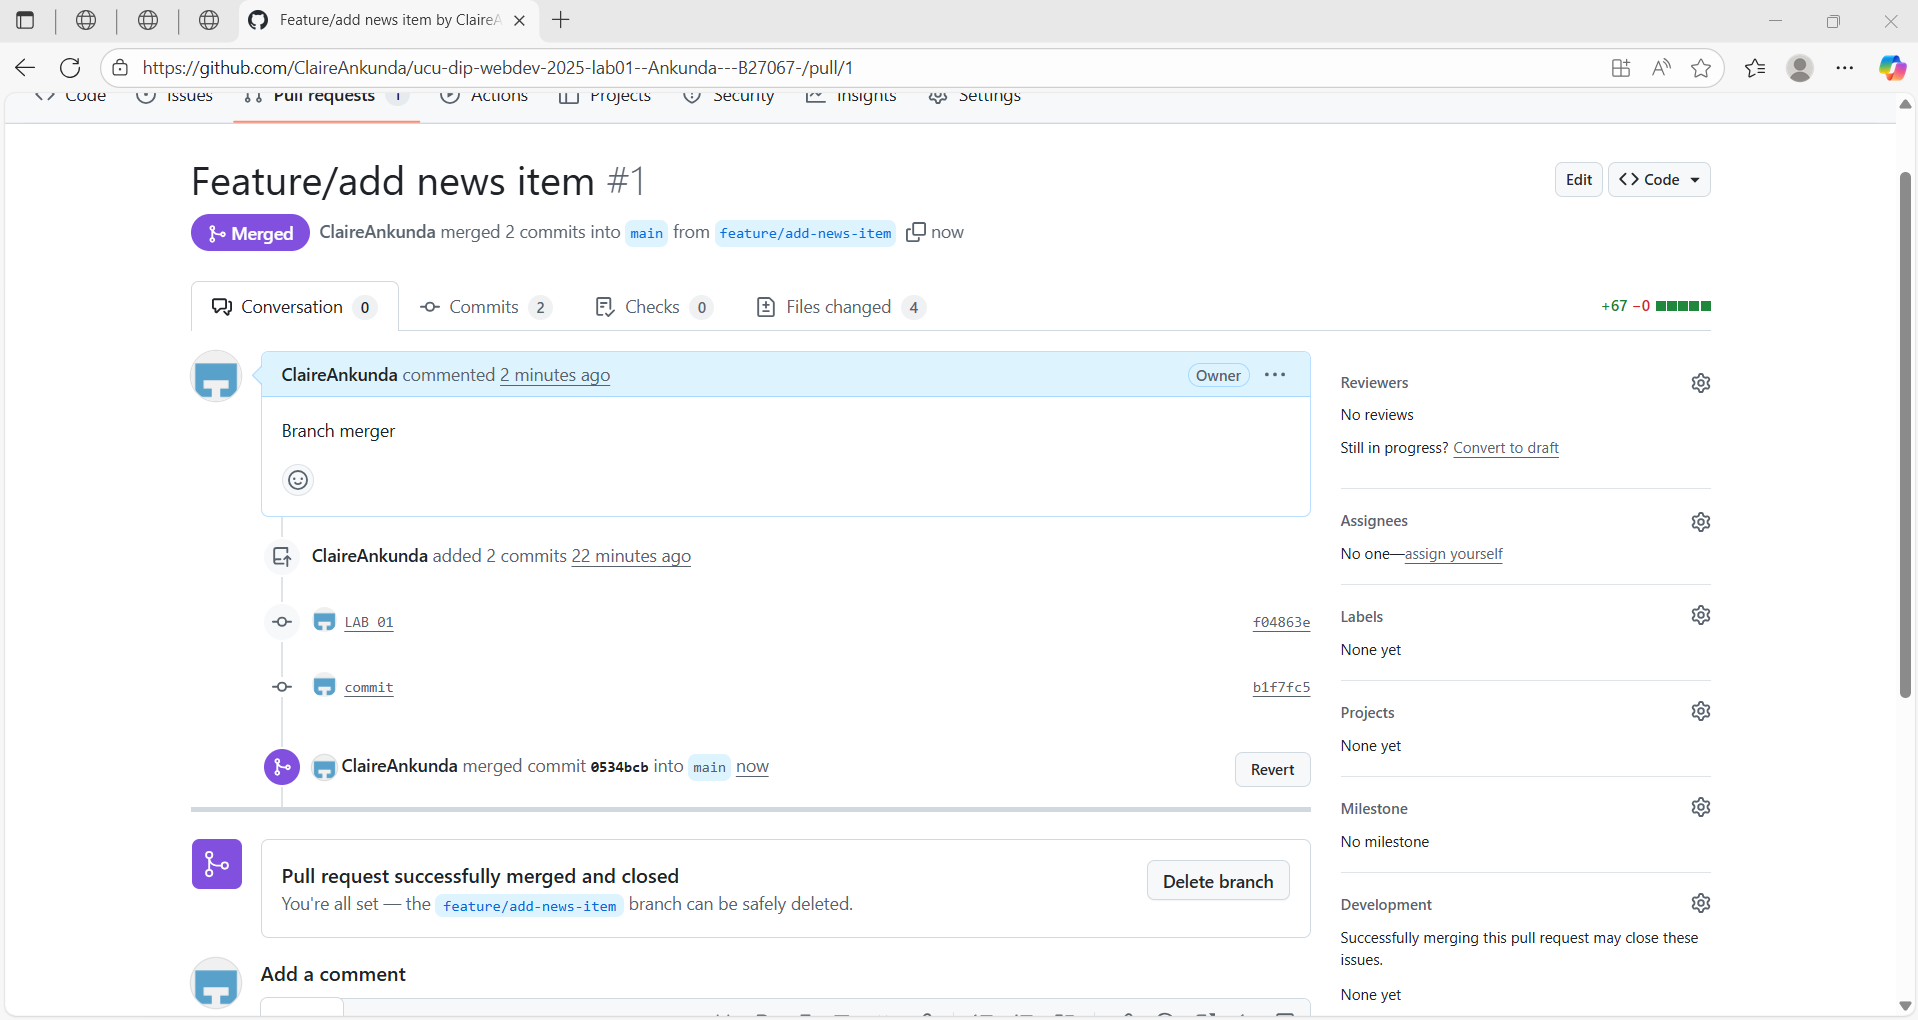 Feature/add news item by ClaireA
https://github.com/ClaireAnkunda/ucu-dip-webdev-2025-lab01--Ankunda---B27067-/pull/1
Code Issues Pull requests 1 Actions Projects Security Insights Settings
Feature/add news item #1
Edit
Code
Merged ClaireAnkunda merged 2 commits into main from feature/add-news-item now
Conversation 0 Commits 2 Checks 0 Files changed 4
+67 −0
ClaireAnkunda commented 2 minutes ago
Owner
Branch merger
ClaireAnkunda added 2 commits 22 minutes ago
LAB 01
f04863e
commit
b1f7fc5
ClaireAnkunda merged commit 0534bcb into main now
Revert
Pull request successfully merged and closed
You're all set — the feature/add-news-item branch can be safely deleted.
Delete branch
Add a comment
Reviewers
No reviews
Still in progress? Convert to draft
Assignees
No one—assign yourself
Labels
None yet
Projects
None yet
Milestone
No milestone
Development
Successfully merging this pull request may close these
issues.
None yet